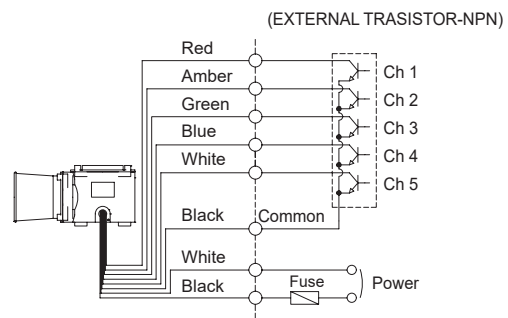 (EXTERNAL TRASISTOR-NPN)
Red
Ch 1
Amber
Ch 2
Green
Ch 3
Blue
Ch 4
White
Ch 5
Black
Common
White
Black
Fuse
Power